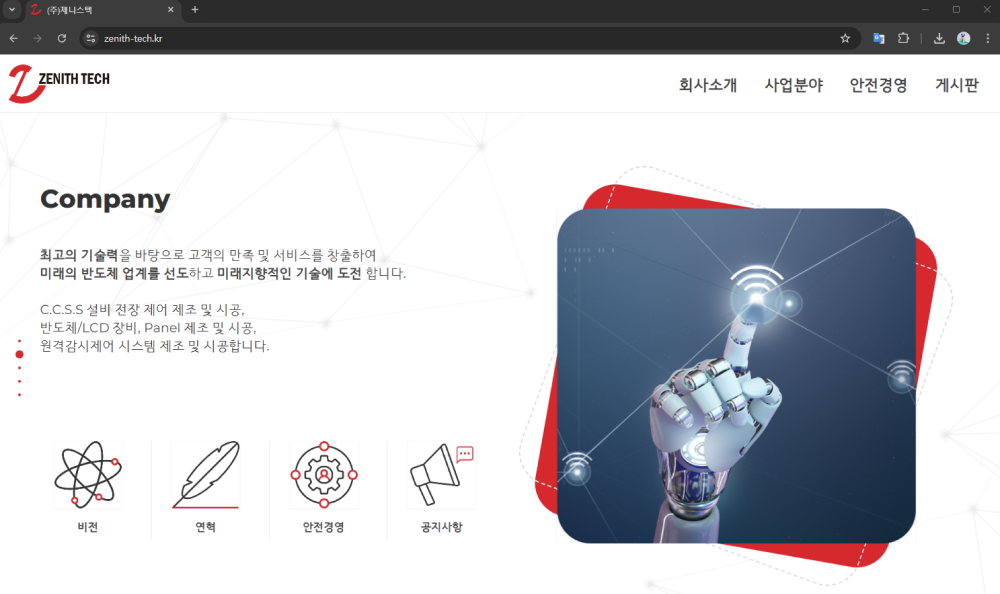 (주)제니스텍
zenith-tech.kr
ZENITH TECH
회사소개 사업분야 안전경영 게시판
Company
최고의 기술력을 바탕으로 고객의 만족 및 서비스를 창출하여
미래의 반도체 업계를 선도하고 미래지향적인 기술에 도전 합니다.
C.C.S.S 설비 전장 제어 제조 및 시공,
반도체/LCD 장비, Panel 제조 및 시공,
원격감시제어 시스템 제조 및 시공합니다.
비전 연혁 안전경영 공지사항